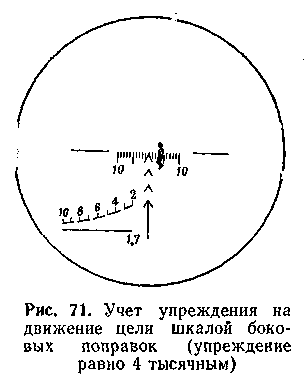 10 10
10 8 6 4 2
1,7
Рис. 71. Учет упреждения на
движение цели шкалой боко-
вых поправок (упреждение
равно 4 тысячным)